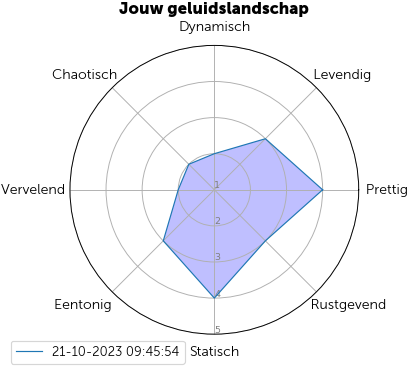 Jouw geluidslandschap
Dynamisch
Chaotisch
Levendig
Vervelend
Prettig
1
2
3
4
5
Eentonig
Rustgevend
Statisch
21-10-2023 09:45:54